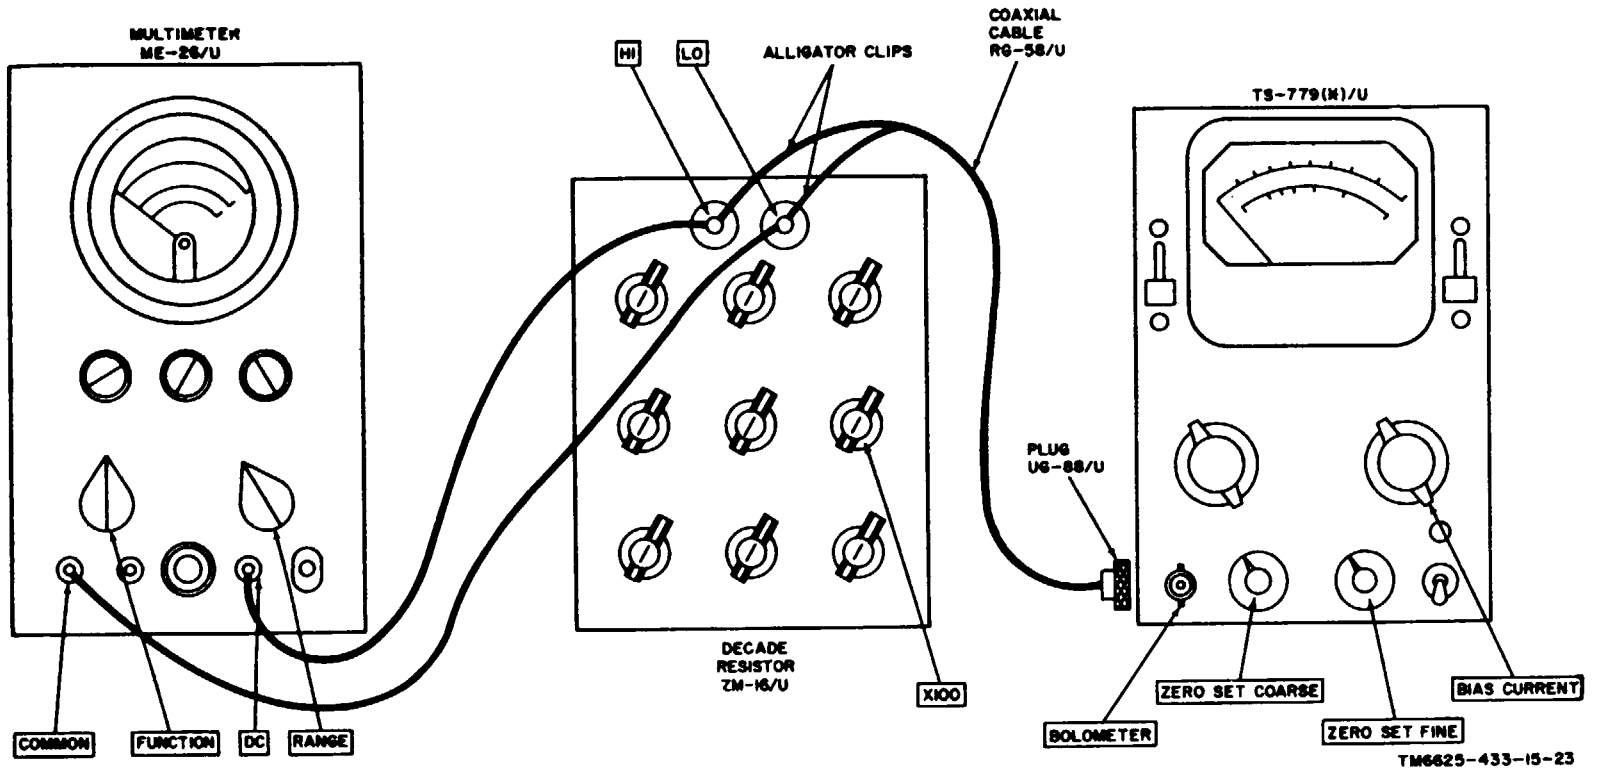 MULTIMETER
ME-26/U
HI
LO
ALLIGATOR CLIPS
COAXIAL
CABLE
RG-58/U
TS-779(*)/U
PLUG
UG-88/U
DECADE
RESISTOR
ZM-16/U
X100
COMMON
FUNCTION
DC
RANGE
BOLOMETER
ZERO SET COARSE
ZERO SET FINE
BIAS CURRENT
TM6625-433-15-23